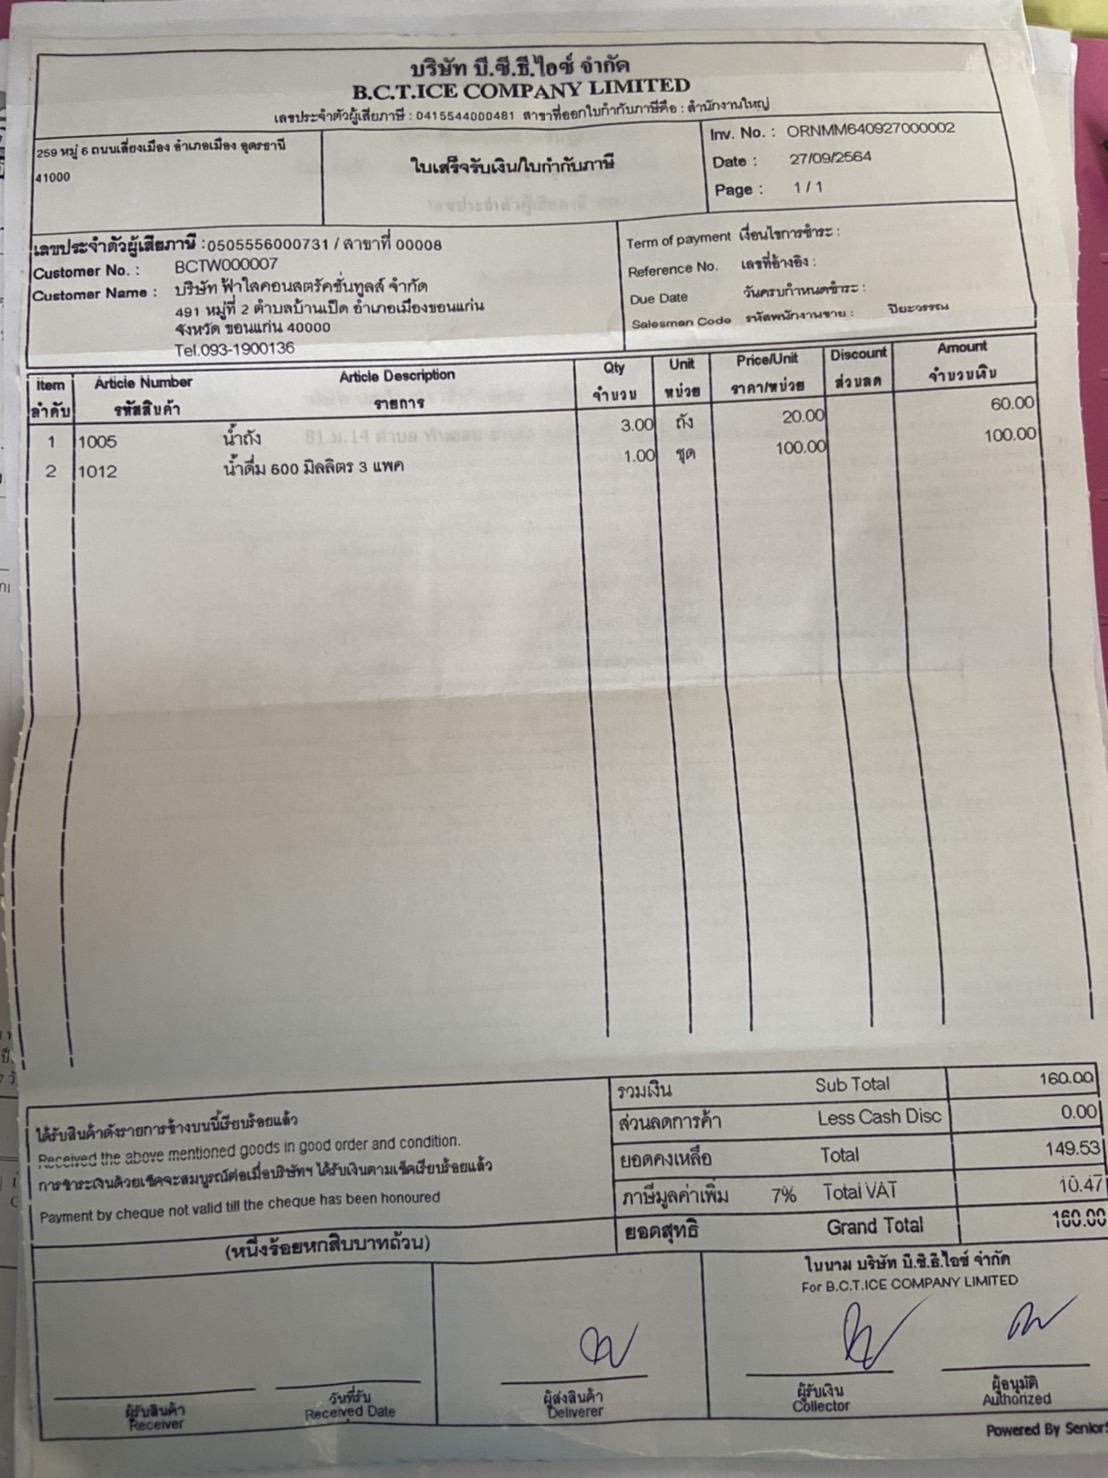 บริษัท บี.ซี.ธี.ไอซ์ จำกัด
B.C.T.ICE COMPANY LIMITED
เลขประจำตัวผู้เสียภาษี : 0415544000481 สาขาที่ออกใบกำกับภาษีคือ : สำนักงานใหญ่
259 หมู่ 6 ถนนเลี่ยงเมือง อำเภอเมือง อุดรธานี
41000
ใบเสร็จรับเงิน/ใบกำกับภาษี
Inv. No. : ORNMM640927000002
Date : 27/09/2564
Page : 1 / 1
เลขประจำตัวผู้เสียภาษี : 0505556000731 / สาขาที่ 00008
Customer No. : BCTW000007
Customer Name : บริษัท ฟ้าใสคอนสตรัคชั่นทูลส์ จำกัด
491 หมู่ที่ 2 ตำบลบ้านเป็ด อำเภอเมืองขอนแก่น
จังหวัด ขอนแก่น 40000
Tel.093-1900136
Term of payment เงื่อนไขการชำระ :
Reference No. เลขที่อ้างอิง :
Due Date วันครบกำหนดชำระ :
Salesman Code รหัสพนักงานขาย : ปิยะวรรณ
Item Article Number Article Description Qty Unit Price/Unit Discount Amount
ลำดับ รหัสสินค้า รายการ จำนวน หน่วย ราคา/หน่วย ส่วนลด จำนวนเงิน
1 1005 น้ำถัง 3.00 ถัง 20.00 60.00
2 1012 น้ำดื่ม 600 มิลลิตร 3 แพค 1.00 ชุด 100.00 100.00
ได้รับสินค้าดังรายการข้างบนนี้เรียบร้อยแล้ว
Received the above mentioned goods in good order and condition.
การชำระเงินด้วยเช็คจะสมบูรณ์ต่อเมื่อบริษัทฯ ได้รับเงินตามเช็คเรียบร้อยแล้ว
Payment by cheque not valid till the cheque has been honoured
(หนึ่งร้อยหกสิบบาทถ้วน)
รวมเงิน Sub Total 160.00
ส่วนลดการค้า Less Cash Disc 0.00
ยอดคงเหลือ Total 149.53
ภาษีมูลค่าเพิ่ม 7% Total VAT 10.47
ยอดสุทธิ Grand Total 160.00
ในนาม บริษัท บี.ซี.ธี.ไอซ์ จำกัด
For B.C.T.ICE COMPANY LIMITED
ผู้รับสินค้า
Receiver
วันที่รับ
Received Date
ผู้ส่งสินค้า
Deliverer
ผู้รับเงิน
Collector
ผู้อนุมัติ
Authorized
Powered By Senior